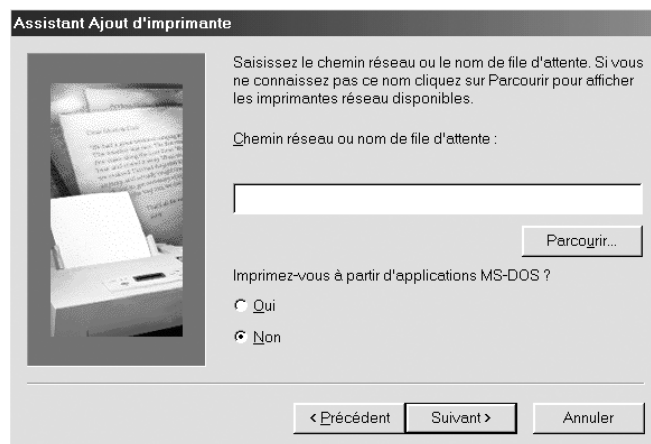 Assistant Ajout d'imprimante
Saisissez le chemin réseau ou le nom de file d'attente. Si vous
ne connaissez pas ce nom cliquez sur Parcourir pour afficher
les imprimantes réseau disponibles.
Chemin réseau ou nom de file d'attente :
Parcourir...
Imprimez-vous à partir d'applications MS-DOS ?
Oui
Non
< Précédent
Suivant >
Annuler